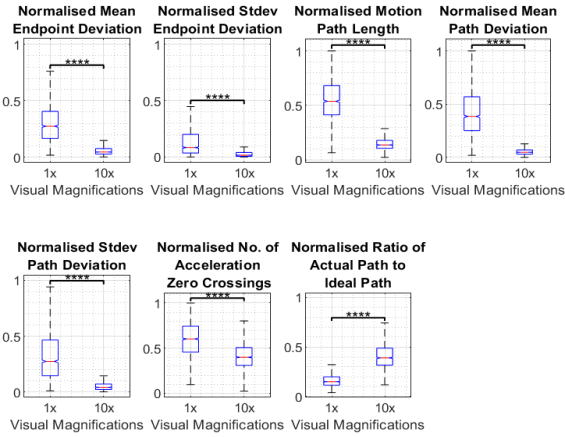 Normalised Mean
Endpoint Deviation
1
0.5
0
****
1x 10x
Visual Magnifications
Normalised Stdev
Endpoint Deviation
1
0.5
0
****
1x 10x
Visual Magnifications
Normalised Motion
Path Length
1
0.5
0
****
1x 10x
Visual Magnifications
Normalised Mean
Path Deviation
1
0.5
0
****
1x 10x
Visual Magnifications
Normalised Stdev
Path Deviation
1
0.5
0
****
1x 10x
Visual Magnifications
Normalised No. of
Acceleration
Zero Crossings
1
0.5
0
****
1x 10x
Visual Magnifications
Normalised Ratio of
Actual Path to
Ideal Path
1
0.5
0
****
1x 10x
Visual Magnifications